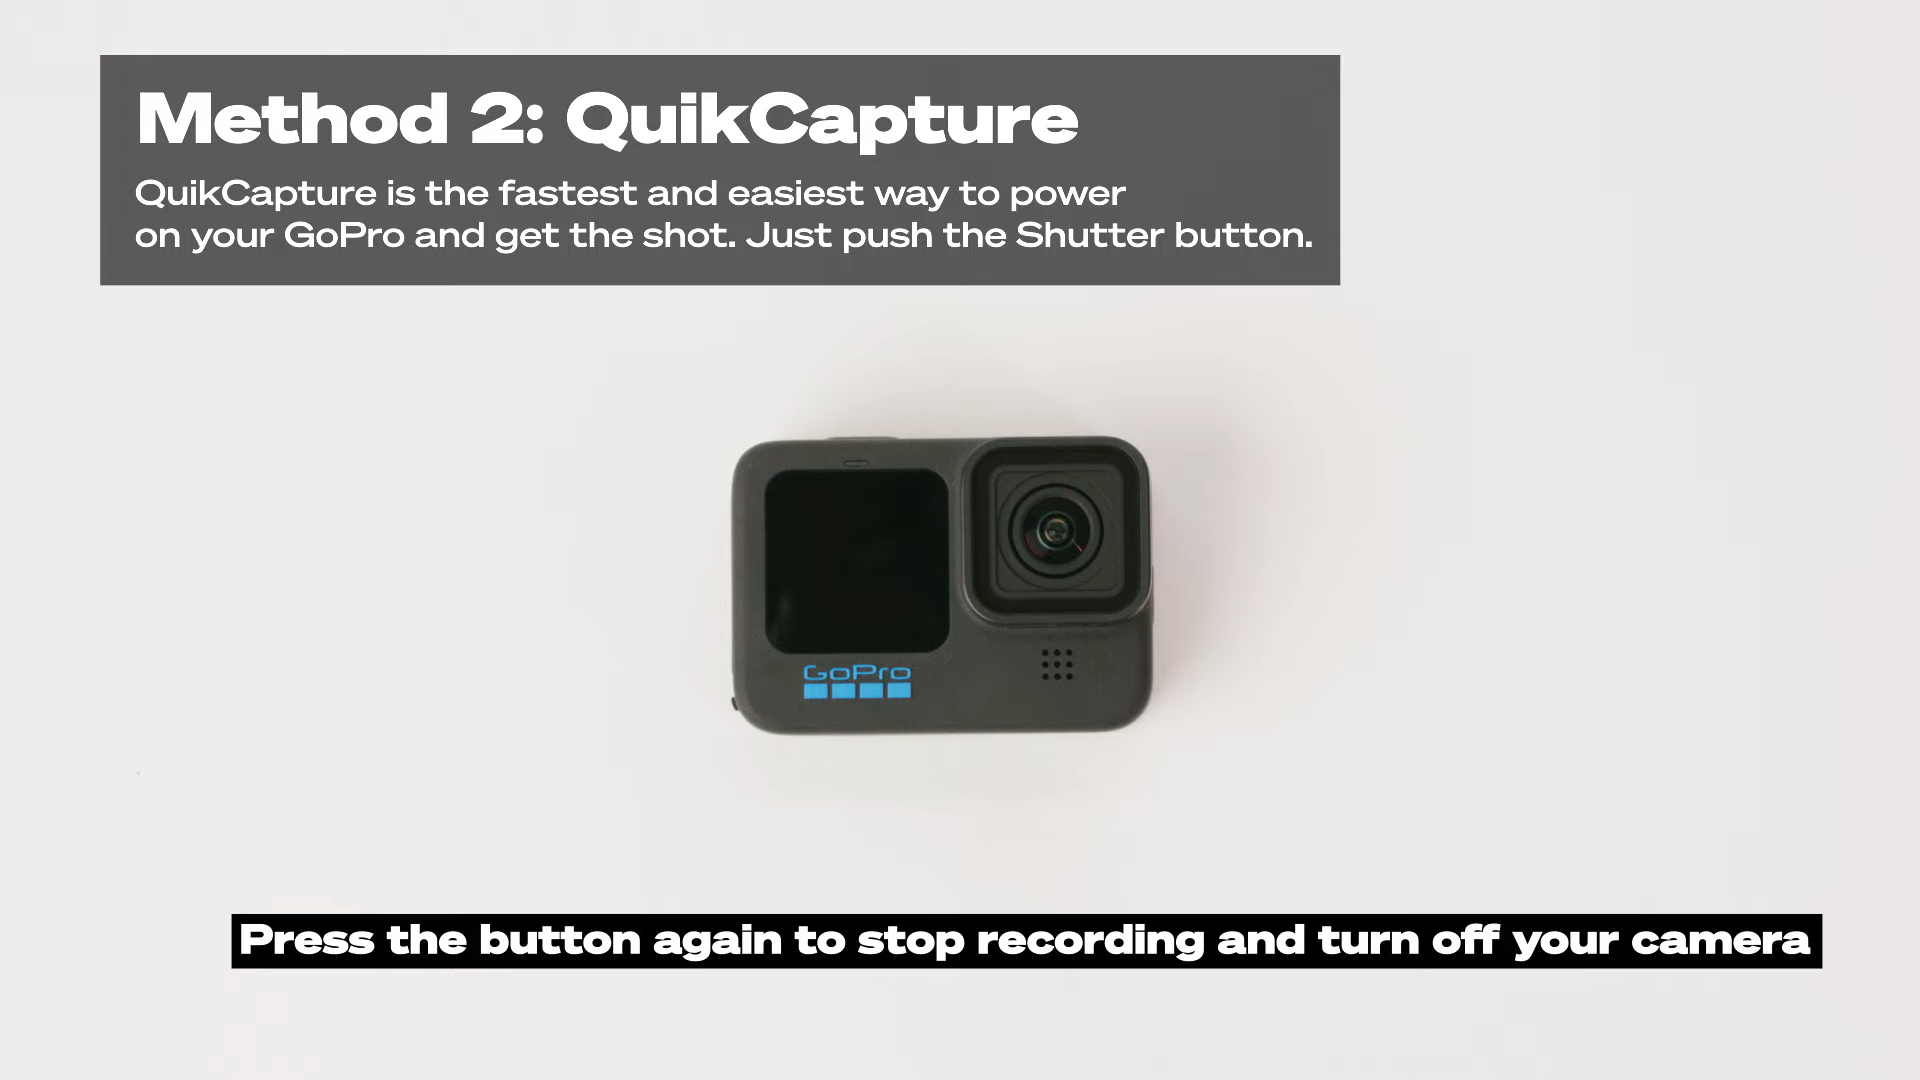 Method 2: QuikCapture
QuikCapture is the fastest and easiest way to power
on your GoPro and get the shot. Just push the Shutter button.
GoPro
Press the button again to stop recording and turn off your camera